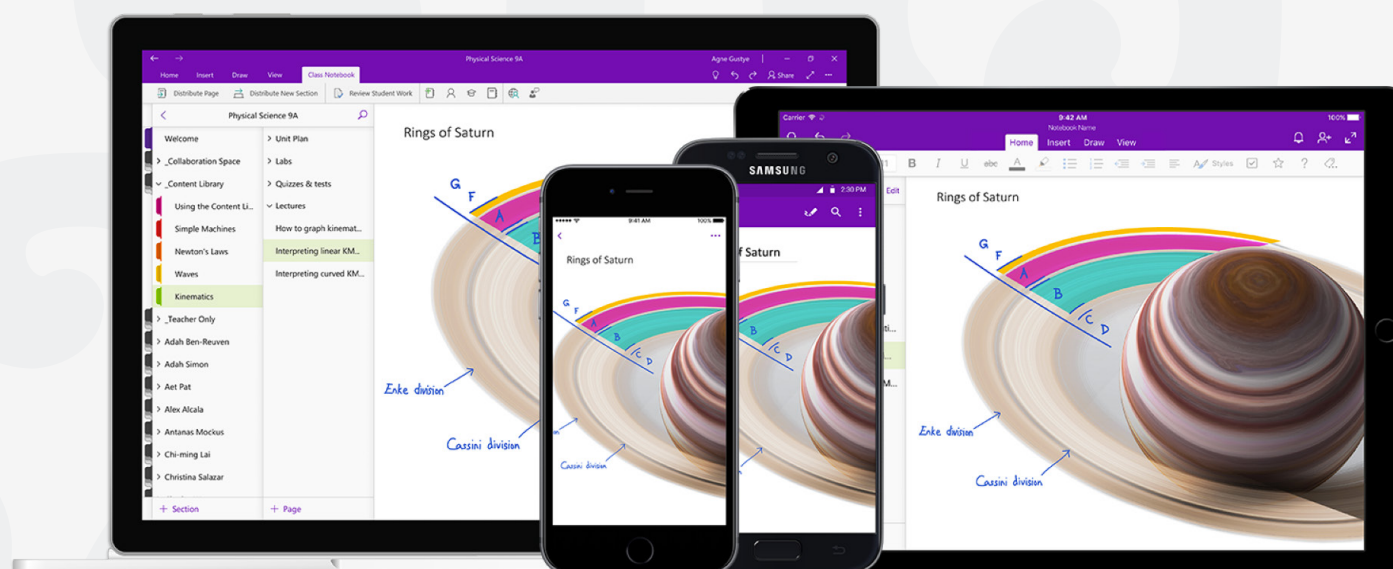 Physical Science 9A
Agne Gustye
Home Insert Draw View Class Notebook
Share
Distribute Page Distribute New Section Review Student Work
Physical Science 9A
Welcome
_Collaboration Space
_Content Library
Using the Content Li...
Simple Machines
Newton's Laws
Waves
Kinematics
_Teacher Only
Adah Ben-Reuven
Adah Simon
Aet Pat
Alex Alcala
Antanas Mockus
Chi-ming Lai
Christina Salazar
+ Section
Unit Plan
Labs
Quizzes & tests
Lectures
How to graph kinemat...
Interpreting linear KM...
Interpreting curved KM...
+ Page
Rings of Saturn
G
F
A
B
Enke division
Cassini division
9:41 AM
100%
Rings of Saturn
G
F
A
B
C
D
Cassini division
SAMSUNG
2:30 PM
f Saturn
B
C
D
Carrier
9:42 AM
100%
Notebook Name
Home Insert Draw View
B I U abc A Styles
Edit
Rings of Saturn
G
F
A
B
C
D
Enke division
Cassini division